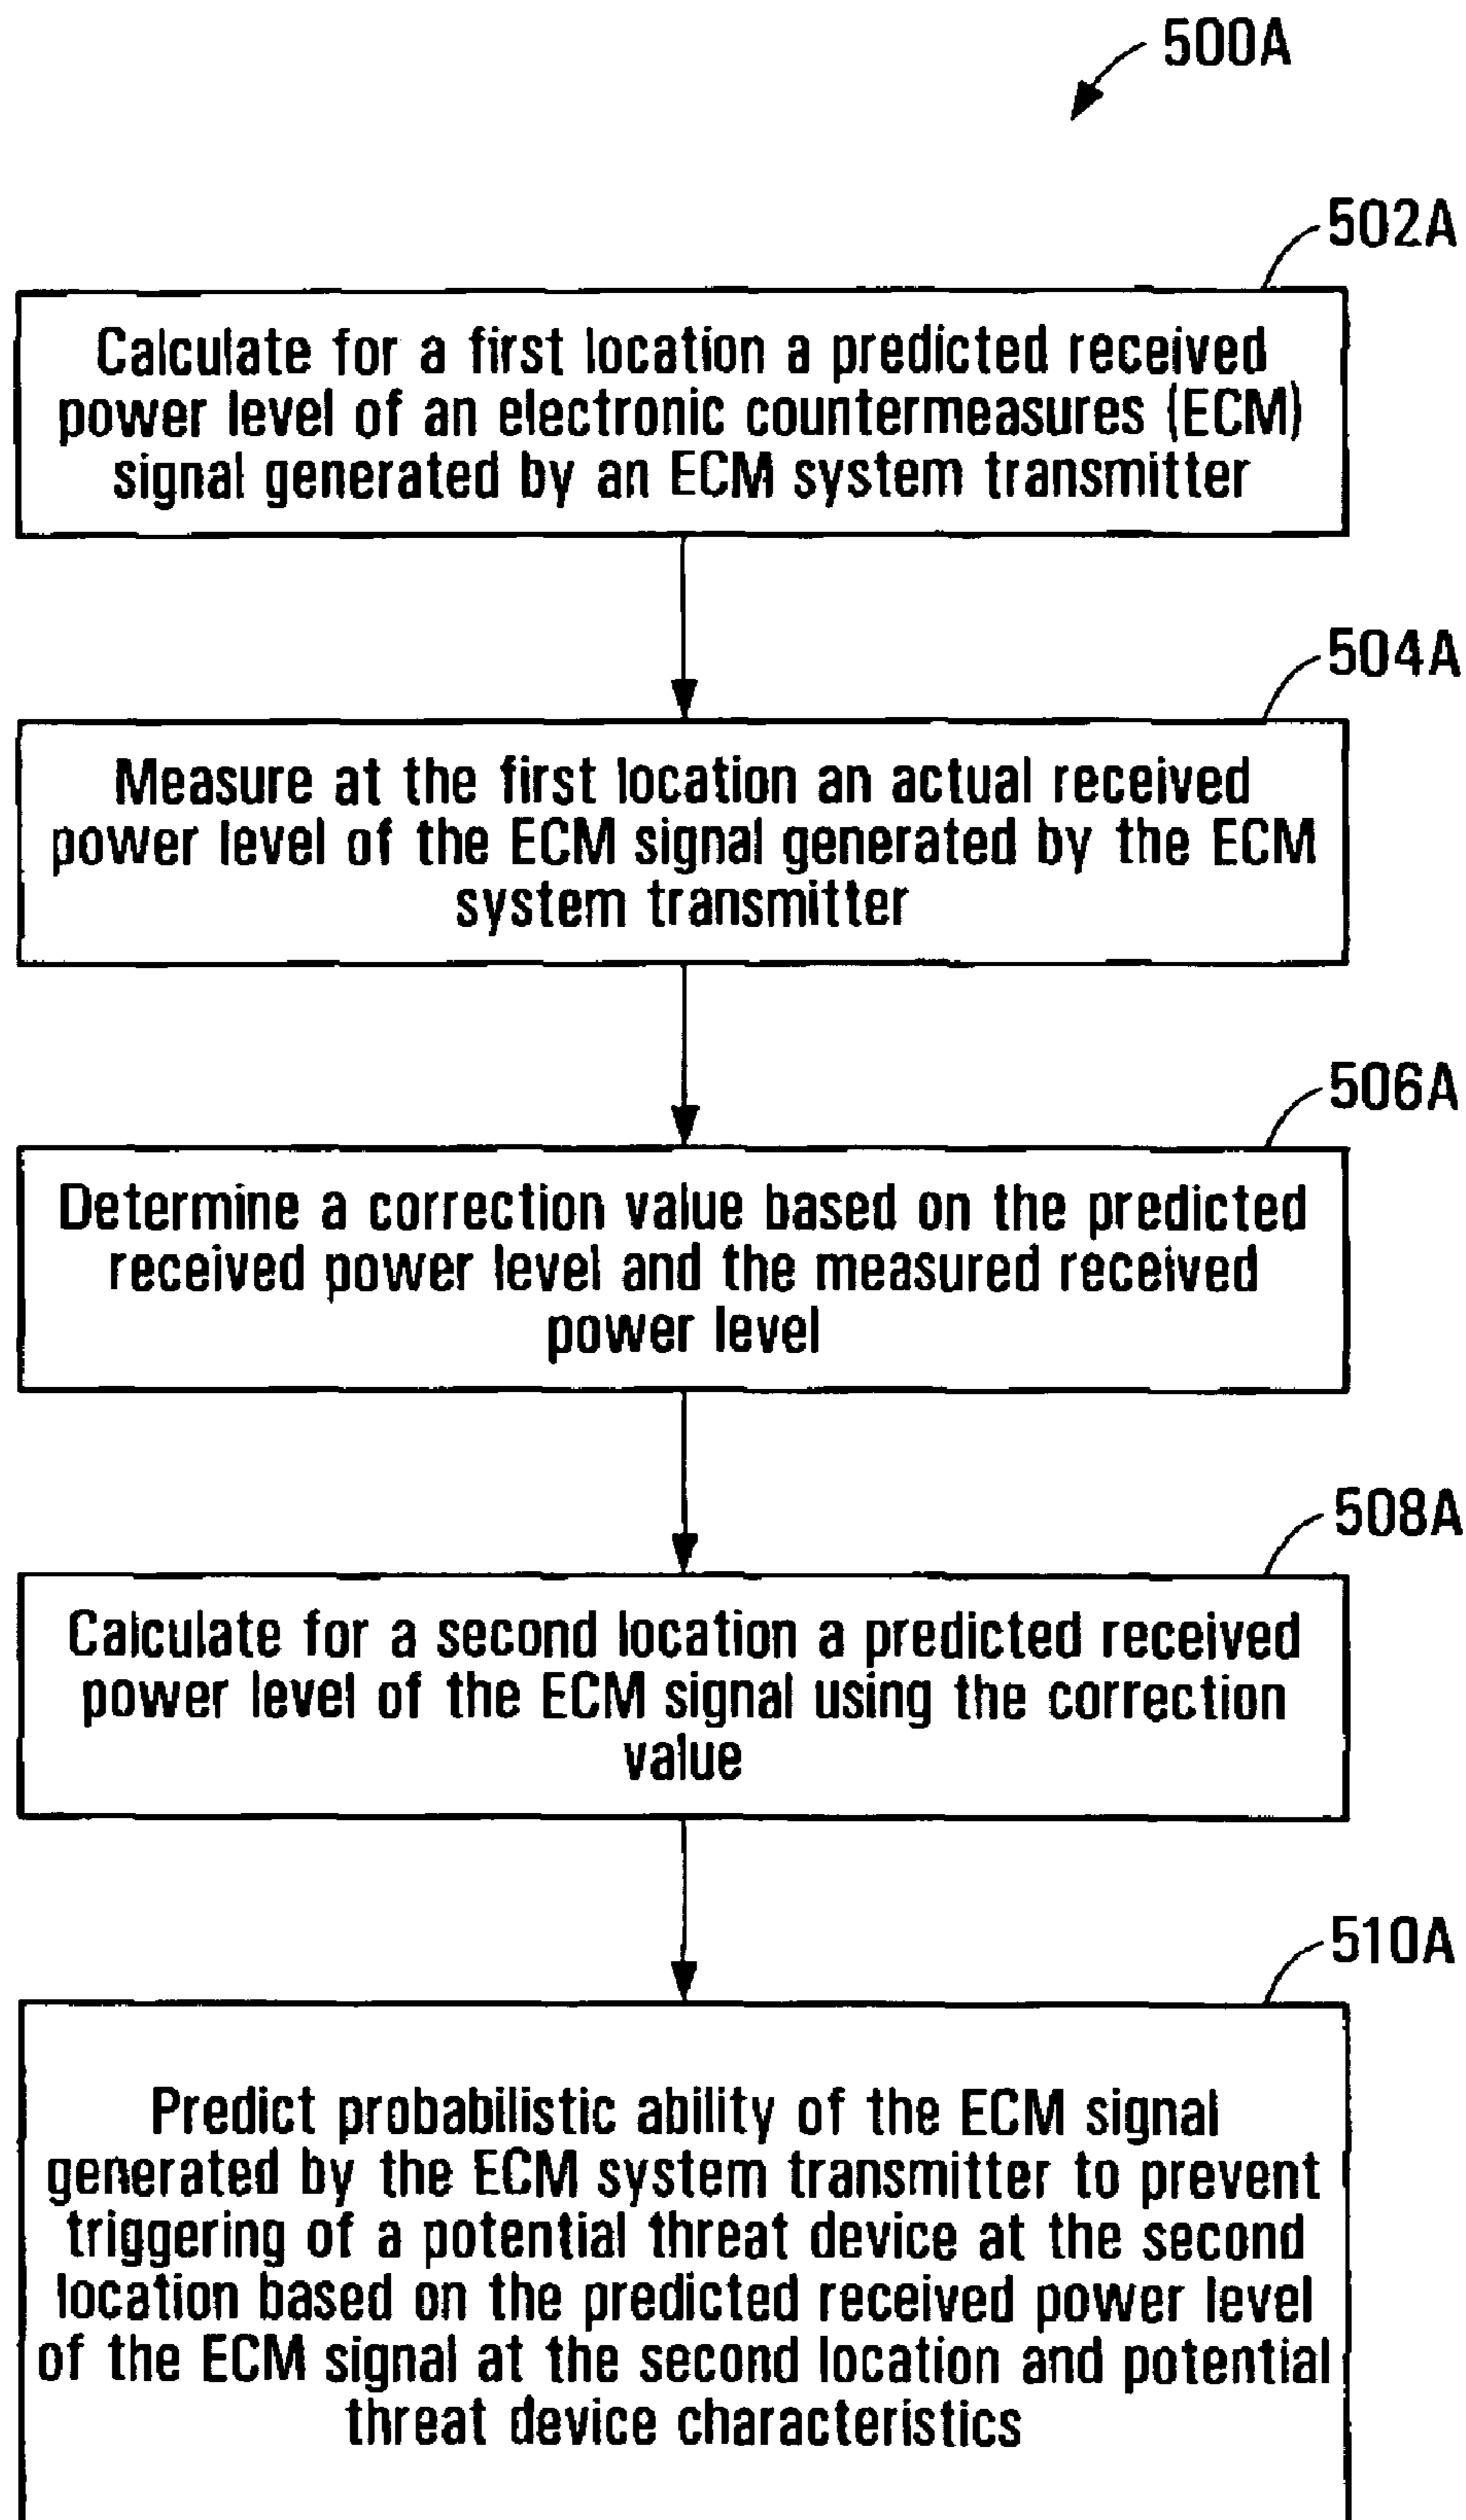 500A
502A
Calculate for a first location a predicted received
power level of an electronic countermeasures (ECM)
signal generated by an ECM system transmitter
504A
Measure at the first location an actual received
power level of the ECM signal generated by the ECM
system transmitter
506A
Determine a correction value based on the predicted
received power level and the measured received
power level
508A
Calculate for a second location a predicted received
power level of the ECM signal using the correction
value
510A
Predict probabilistic ability of the ECM signal
generated by the ECM system transmitter to prevent
triggering of a potential threat device at the second
location based on the predicted received power level
of the ECM signal at the second location and potential
threat device characteristics